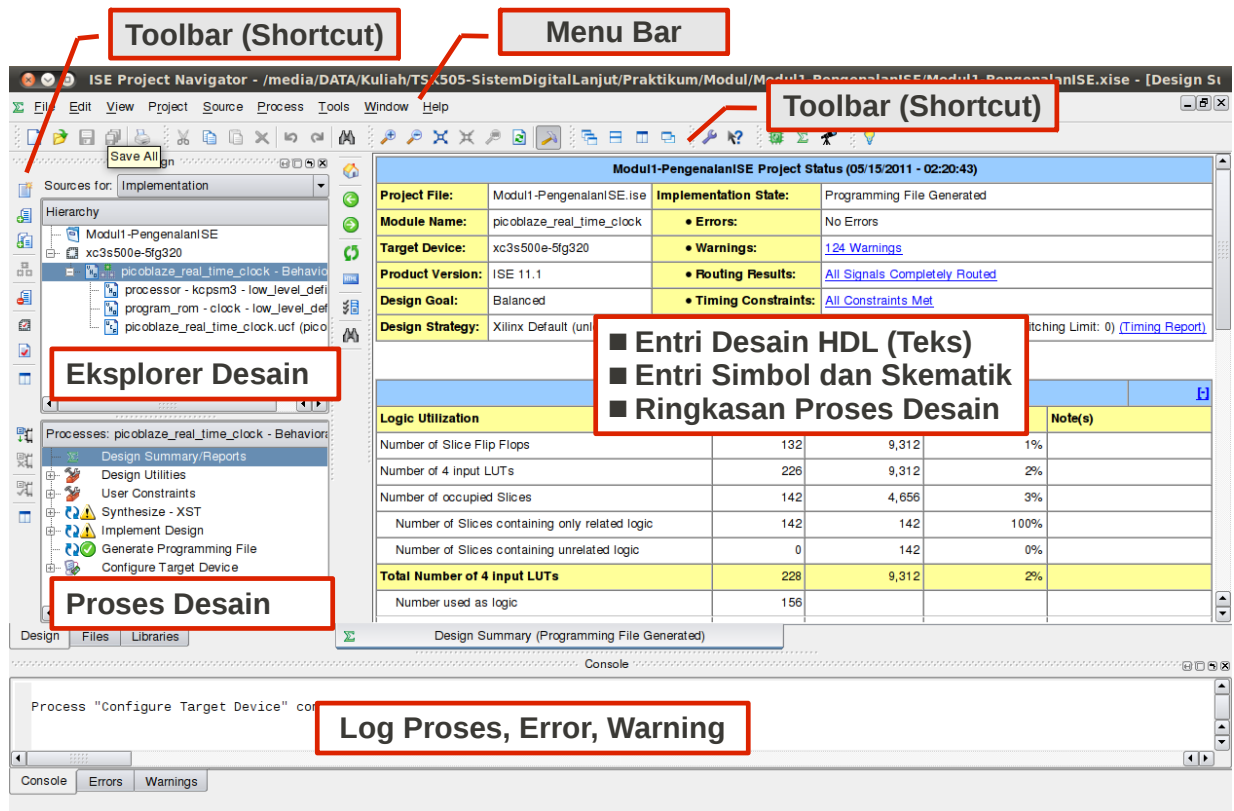 Toolbar (Shortcut)
Menu Bar
ISE Project Navigator - /media/DATA/Kuliah/TSK505-SistemDigitalLanjut/Praktikum/Modul/Modul1-PengenalanISE/Modul1-PengenalanISE.xise - [Design Su
File Edit View Project Source Process Tools Window Help
Toolbar (Shortcut)
Save All
gn
Sources for: Implementation
Hierarchy
Modul1-PengenalanISE
xc3s500e-5fg320
picoblaze_real_time_clock - Behavio
processor - kcpsm3 - low_level_defi
program_rom - clock - low_level_def
picoblaze_real_time_clock.ucf (pico
Eksplorer Desain
Processes: picoblaze_real_time_clock - Behaviora
Design Summary/Reports
Design Utilities
User Constraints
Synthesize - XST
Implement Design
Generate Programming File
Configure Target Device
Proses Desain
Design Files Libraries
Modul1-PengenalanISE Project Status (05/15/2011 - 02:20:43)
Project File: Modul1-PengenalanISE.ise Implementation State: Programming File Generated
Module Name: picoblaze_real_time_clock • Errors: No Errors
Target Device: xc3s500e-5fg320 • Warnings: 124 Warnings
Product Version: ISE 11.1 • Routing Results: All Signals Completely Routed
Design Goal: Balanced • Timing Constraints: All Constraints Met
Design Strategy: Xilinx Default (unl itching Limit: 0) (Timing Report)
■ Entri Desain HDL (Teks)
■ Entri Simbol dan Skematik
■ Ringkasan Proses Desain
[-]
Logic Utilization Note(s)
Number of Slice Flip Flops 132 9,312 1%
Number of 4 input LUTs 226 9,312 2%
Number of occupied Slices 142 4,656 3%
Number of Slices containing only related logic 142 142 100%
Number of Slices containing unrelated logic 0 142 0%
Total Number of 4 input LUTs 228 9,312 2%
Number used as logic 156
Design Summary (Programming File Generated)
Console
Process "Configure Target Device" com
Log Proses, Error, Warning
Console Errors Warnings